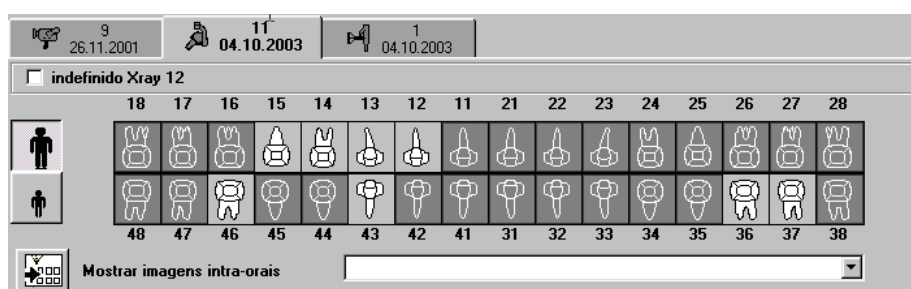 9 11 1
26.11.2001 04.10.2003 04.10.2003
indefinido Xray 12
18 17 16 15 14 13 12 11 21 22 23 24 25 26 27 28
48 47 46 45 44 43 42 41 31 32 33 34 35 36 37 38
Mostrar imagens intra-orais